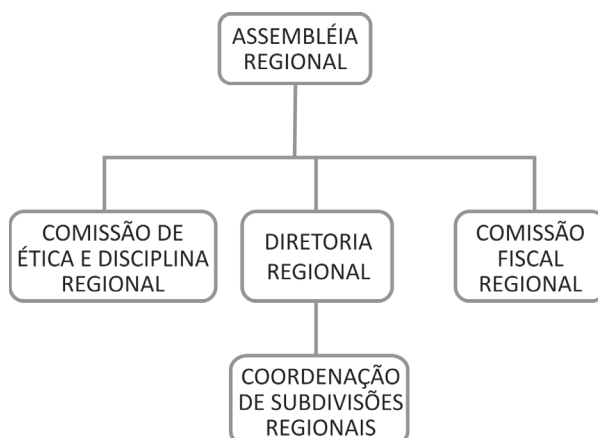 ASSEMBLÉIA
REGIONAL
COMISSÃO DE
ÉTICA E DISCIPLINA
REGIONAL
DIRETORIA
REGIONAL
COMISSÃO
FISCAL
REGIONAL
COORDENAÇÃO
DE SUBDIVISÕES
REGIONAIS